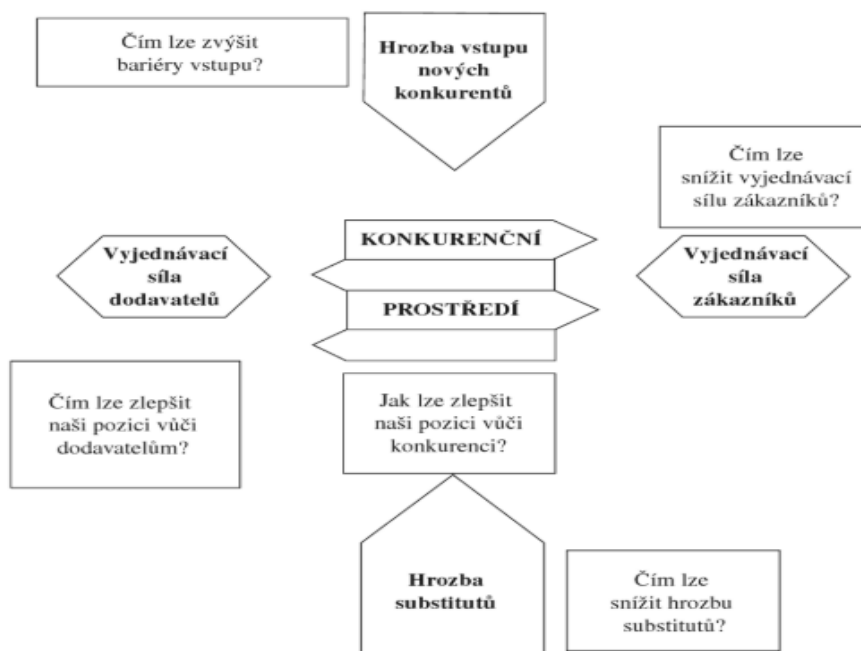 Čím lze zvýšit
bariéry vstupu?
Hrozba vstupu
nových
konkurentů
Čím lze
snížit vyjednávací
sílu zákazníků?
Vyjednávací
síla
dodavatelů
KONKURENČNÍ
PROSTŘEDÍ
Vyjednávací
síla
zákazníků
Čím lze zlepšit
naši pozici vůči
dodavatelům?
Jak lze zlepšit
naši pozici vůči
konkurenci?
Hrozba
substitutů
Čím lze
snížit hrozbu
substitutů?